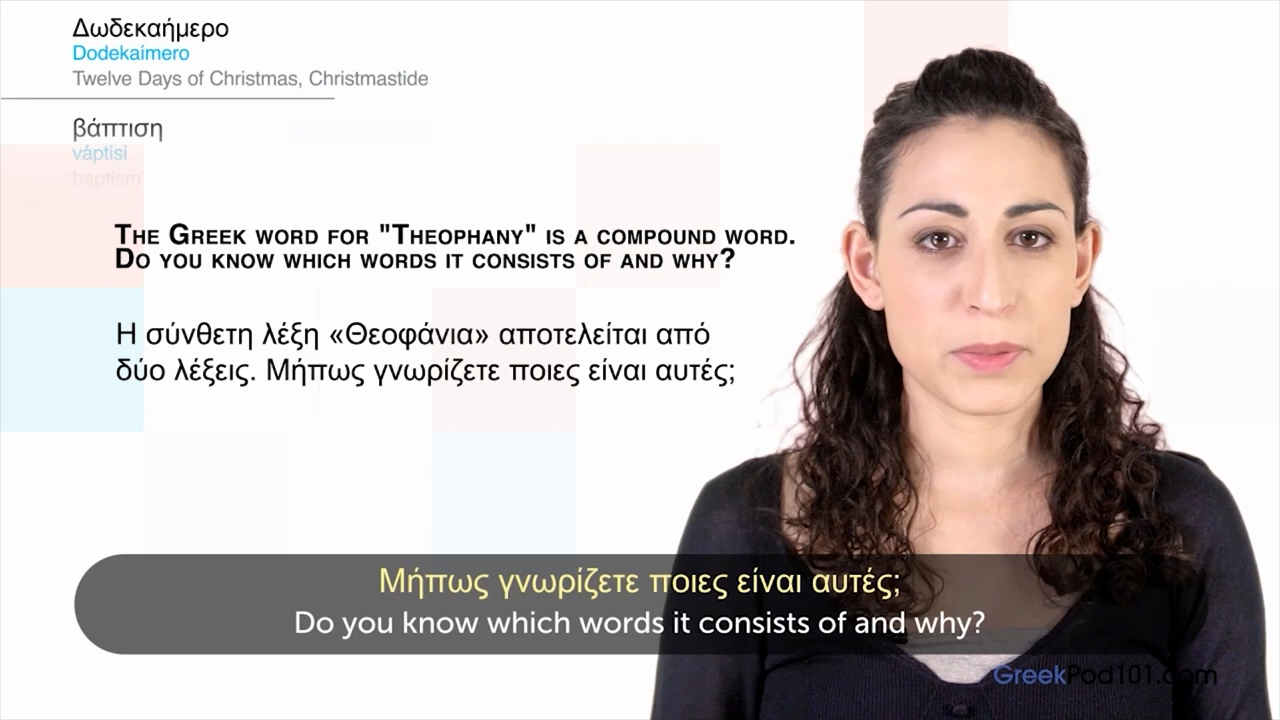 Δωδεκαήμερο
Dodekaímero
Twelve Days of Christmas, Christmastide
βάπτιση
váptisi
baptism
The Greek word for "Theophany" is a compound word.
Do you know which words it consists of and why?
Η σύνθετη λέξη «Θεοφάνια» αποτελείται από
δύο λέξεις. Μήπως γνωρίζετε ποιες είναι αυτές;
Μήπως γνωρίζετε ποιες είναι αυτές;
Do you know which words it consists of and why?
GreekPod101.com